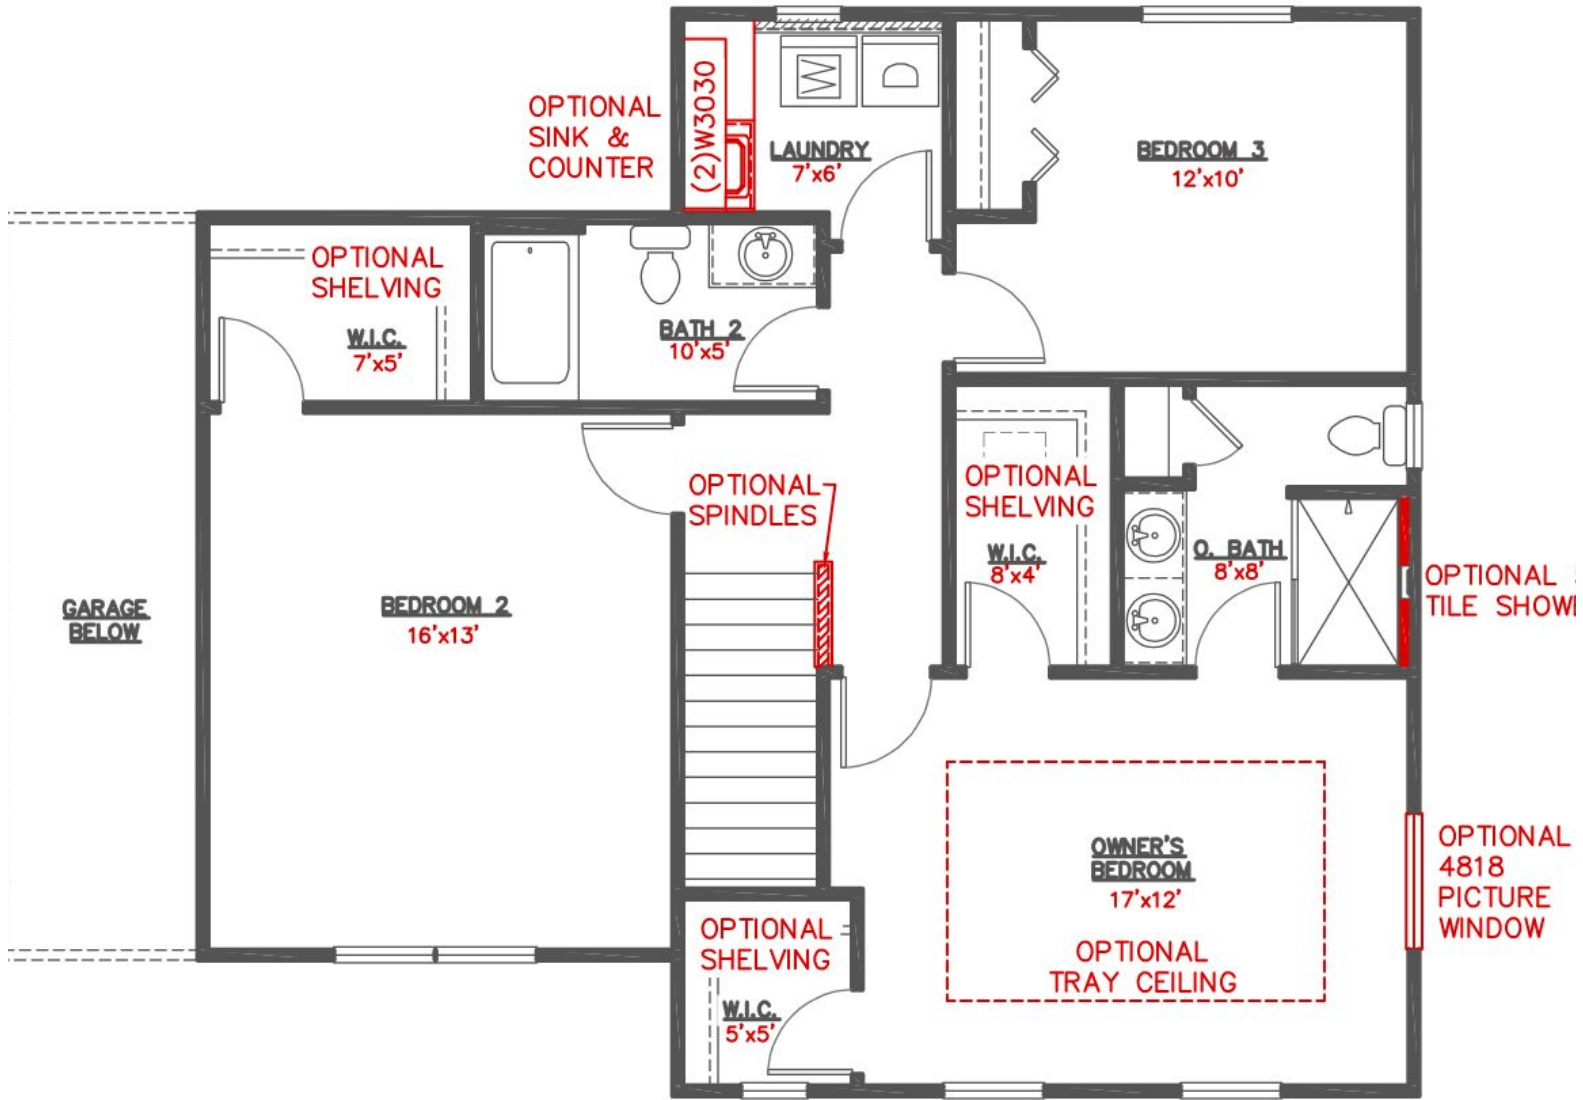 OPTIONAL
SINK &
COUNTER
(2)W3030
W
D
LAUNDRY
7'x6'
BEDROOM 3
12'x10'
OPTIONAL
SHELVING
W.I.C.
7'x5'
BATH 2
10'x5'
OPTIONAL
SPINDLES
OPTIONAL
SHELVING
W.I.C.
8'x4'
O. BATH
8'x8'
OPTIONAL
TILE
GARAGE
BELOW
BEDROOM 2
16'x13'
OWNER'S
BEDROOM
17'x12'
OPTIONAL
TRAY CEILING
OPTIONAL
4818
PICTURE
WINDOW
OPTIONAL
SHELVING
W.I.C.
5'x5'